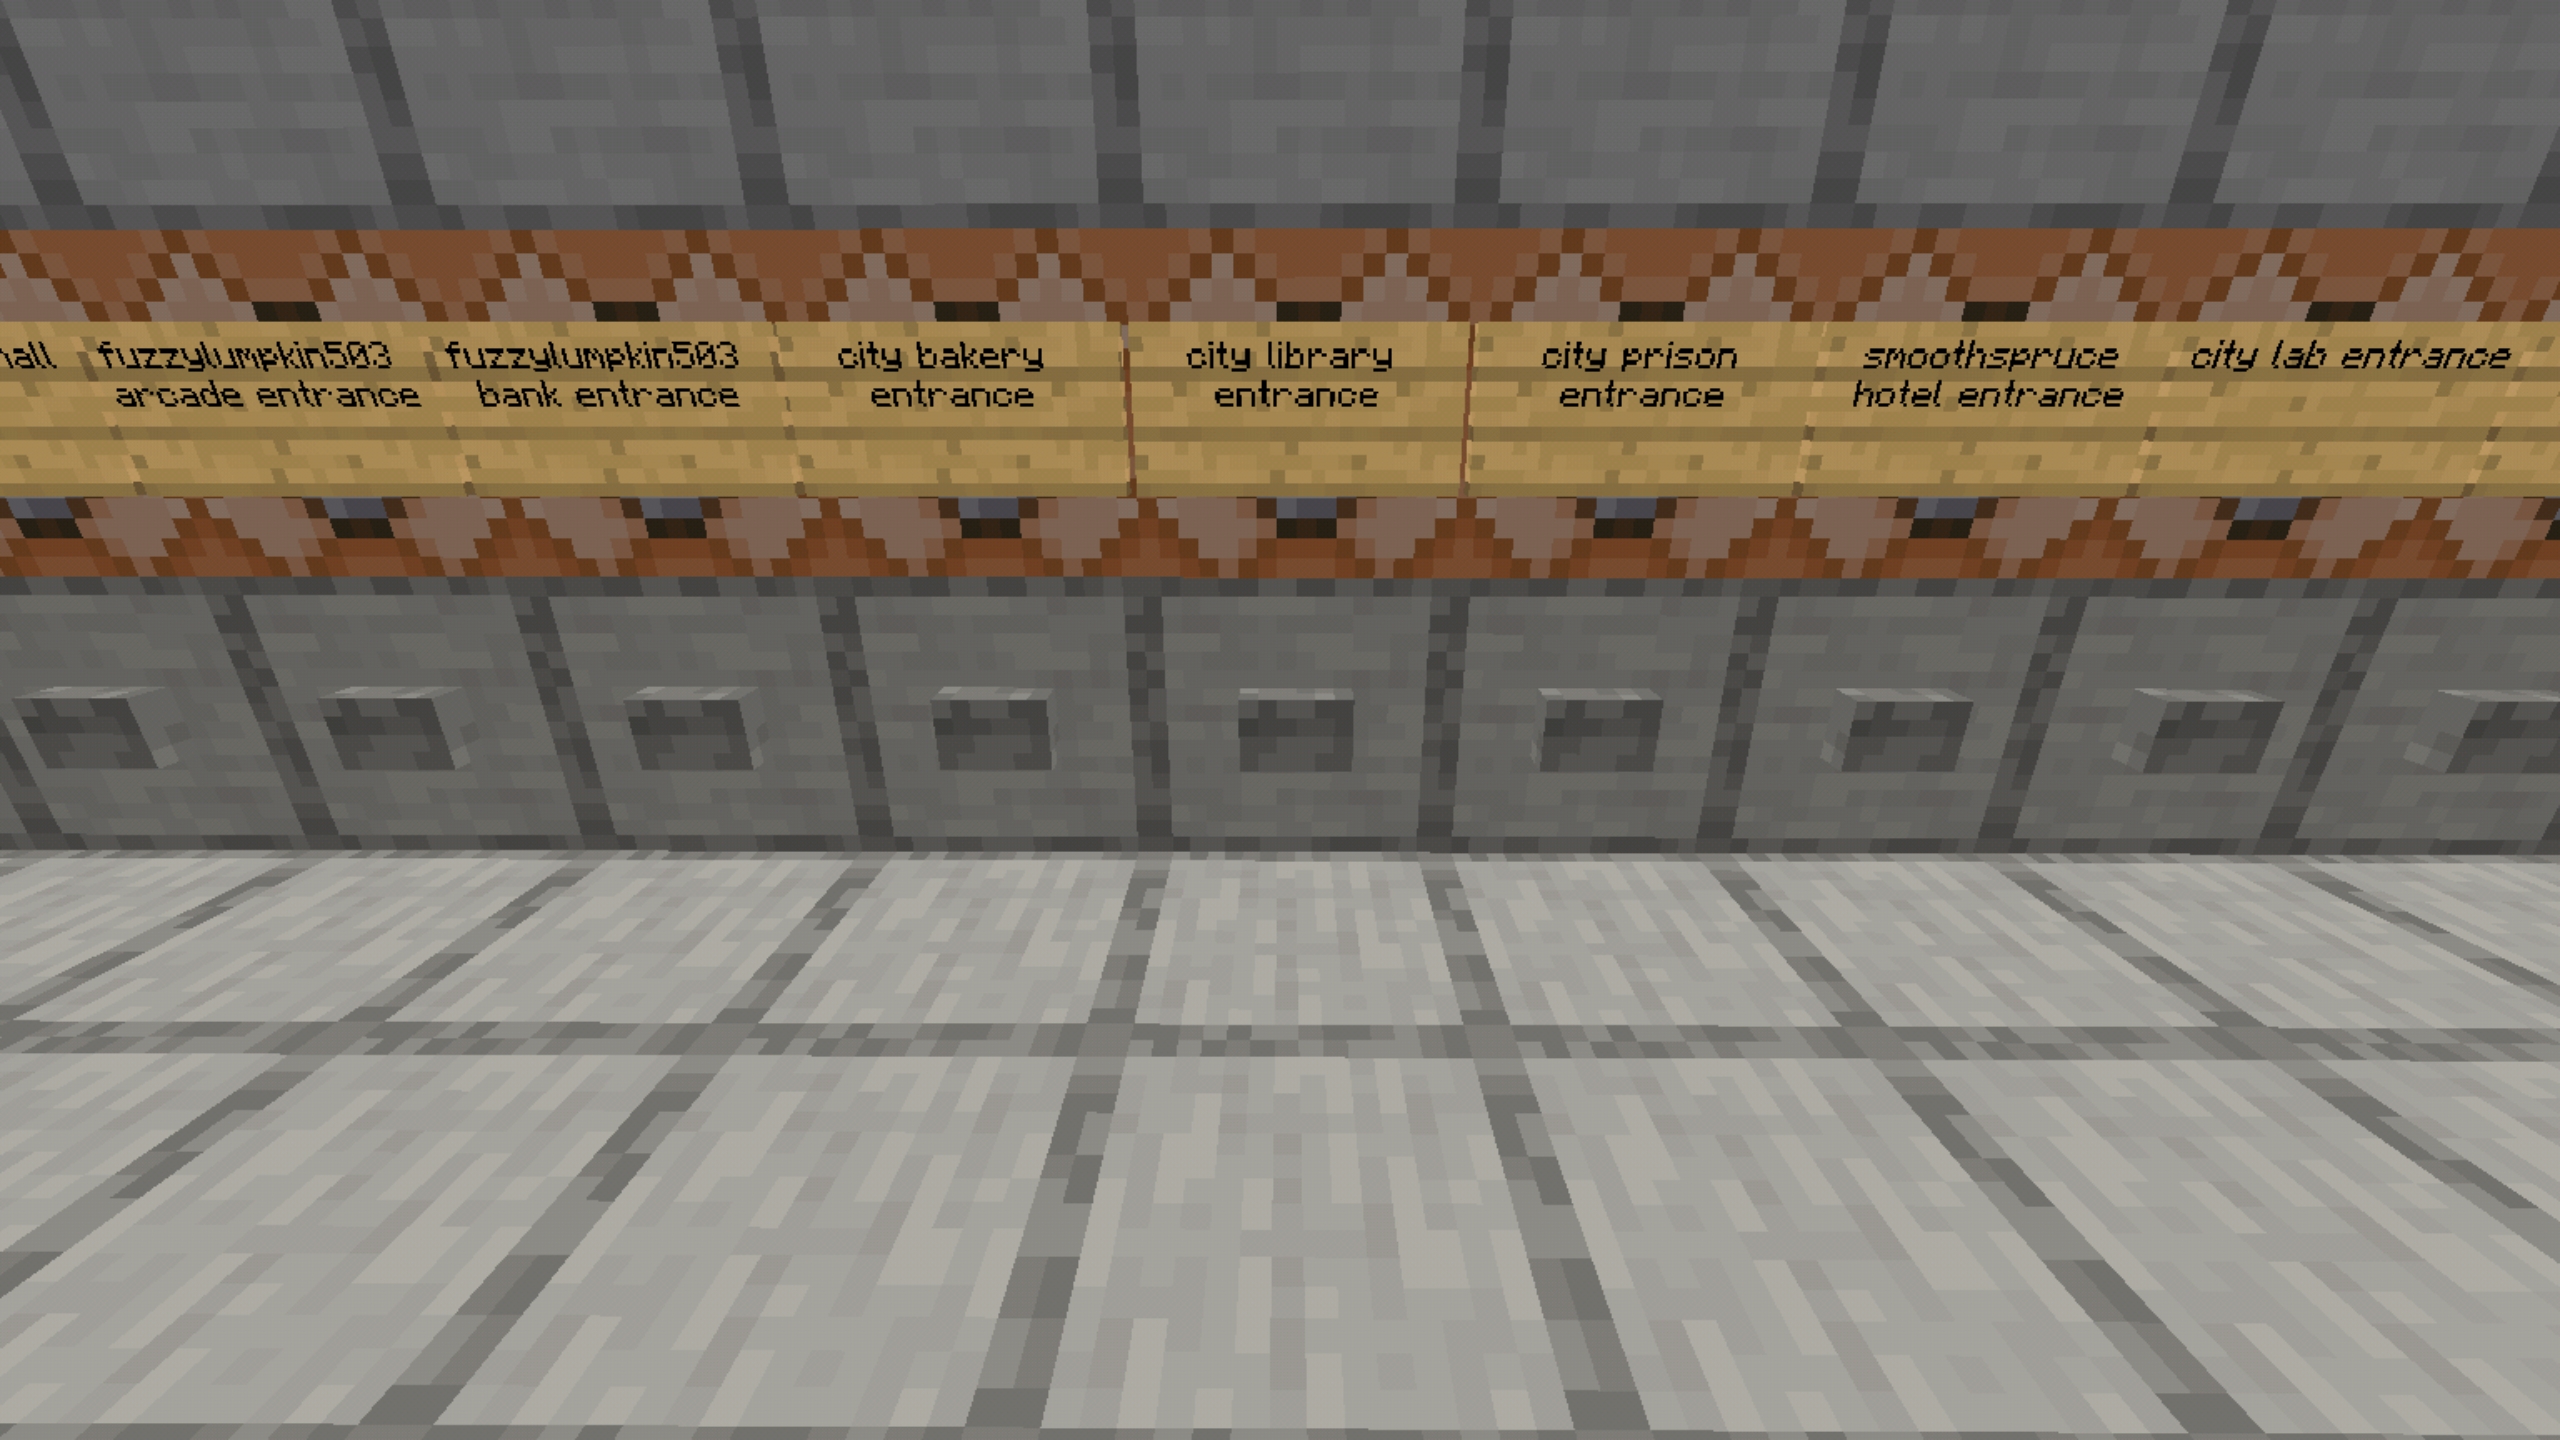 fuzzylumpkin503
arcade entrance
fuzzylumpkin503
bank entrance
city bakery
entrance
city library
entrance
city prison
entrance
smoothspruce
hotel entrance
city lab entrance